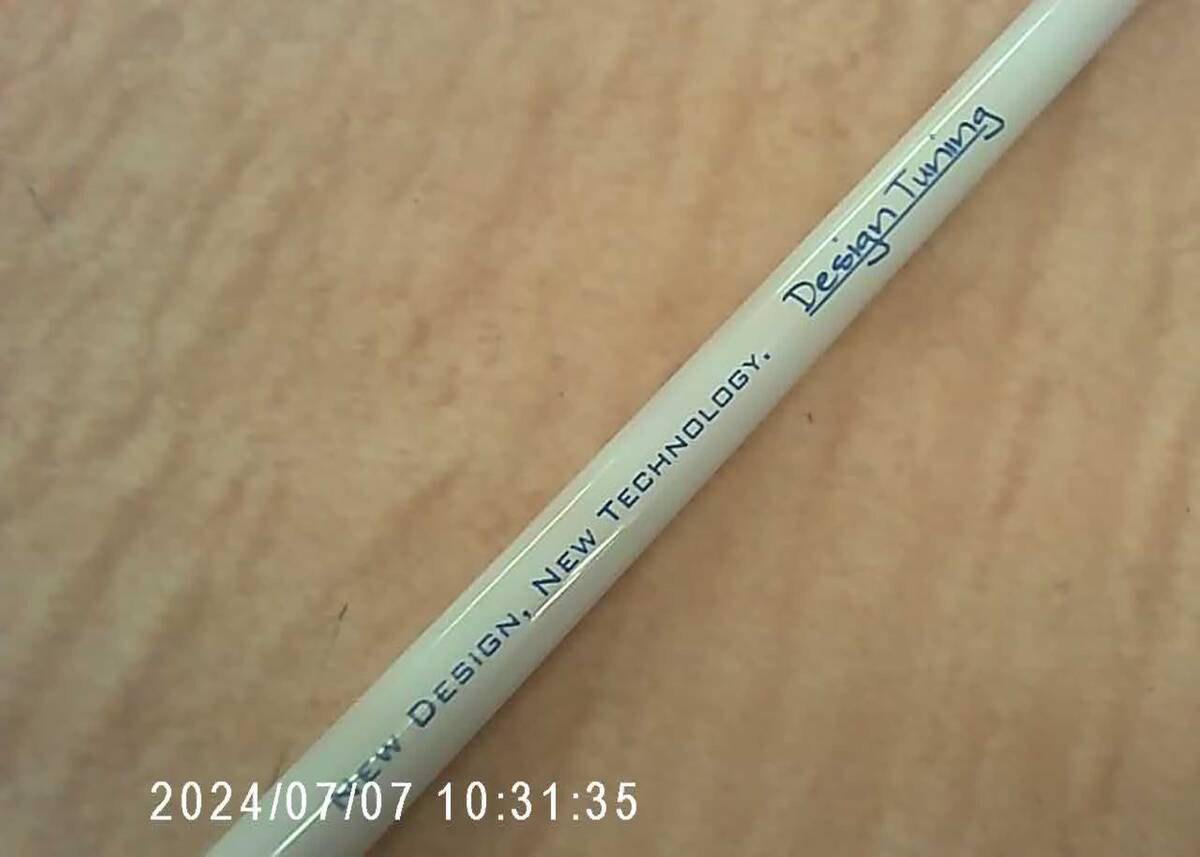 New Design, New Technology.
Design Tuning
2024/07/07 10:31:35